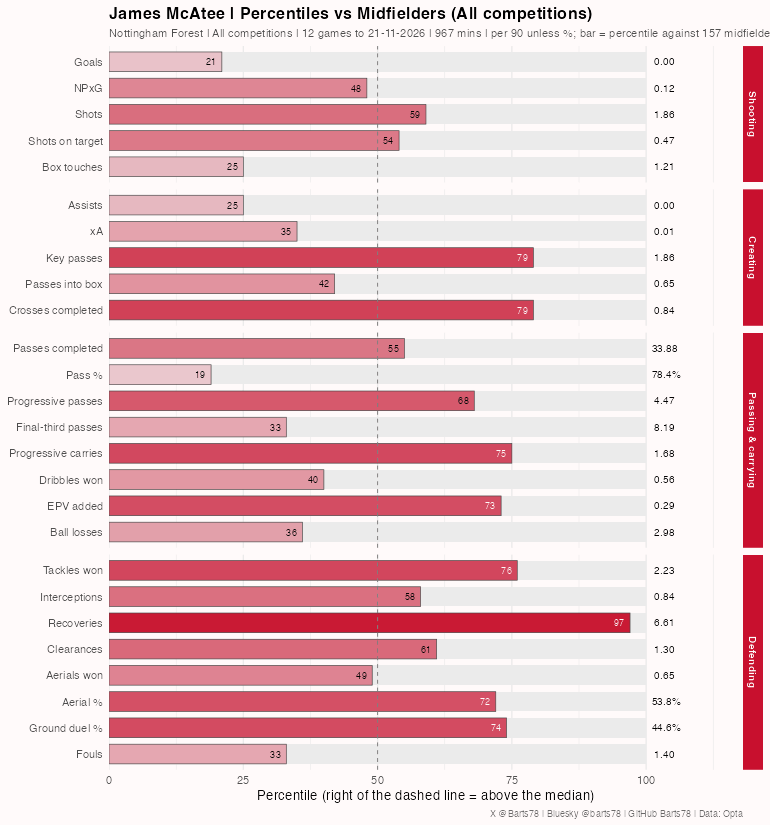 James McAtee | Percentiles vs Midfielders (All competitions)
Nottingham Forest | All competitions | 12 games to 21-11-2026 | 967 mins | per 90 unless %; bar = percentile against 157 midfielde
Shooting
Goals 21 0.00
NPxG 48 0.12
Shots 59 1.86
Shots on target 54 0.47
Box touches 25 1.21
Creating
Assists 25 0.00
xA 35 0.01
Key passes 79 1.86
Passes into box 42 0.65
Crosses completed 79 0.84
Passing & carrying
Passes completed 55 33.88
Pass % 19 78.4%
Progressive passes 68 4.47
Final-third passes 33 8.19
Progressive carries 75 1.68
Dribbles won 40 0.56
EPV added 73 0.29
Ball losses 36 2.98
Defending
Tackles won 76 2.23
Interceptions 58 0.84
Recoveries 97 6.61
Clearances 61 1.30
Aerials won 49 0.65
Aerial % 72 53.8%
Ground duel % 74 44.6%
Fouls 33 1.40
0 25 50 75 100
Percentile (right of the dashed line = above the median)
X @Barts78 | Bluesky @barts78 | GitHub Barts78 | Data: Opta